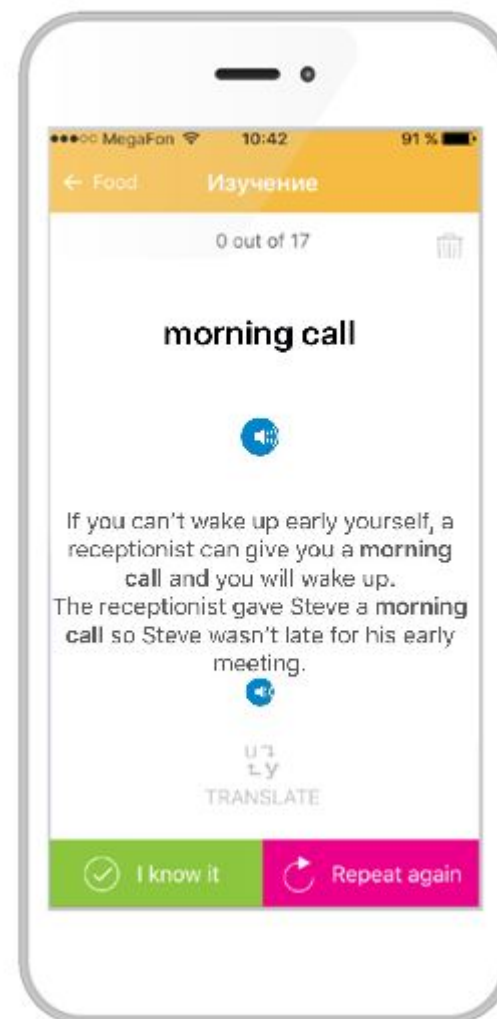 ●●●○○ MegaFon 10:42 91 %
← Food Изучение
0 out of 17
morning call
If you can't wake up early yourself, a
receptionist can give you a morning
call and you will wake up.
The receptionist gave Steve a morning
call so Steve wasn't late for his early
meeting.
TRANSLATE
I know it Repeat again